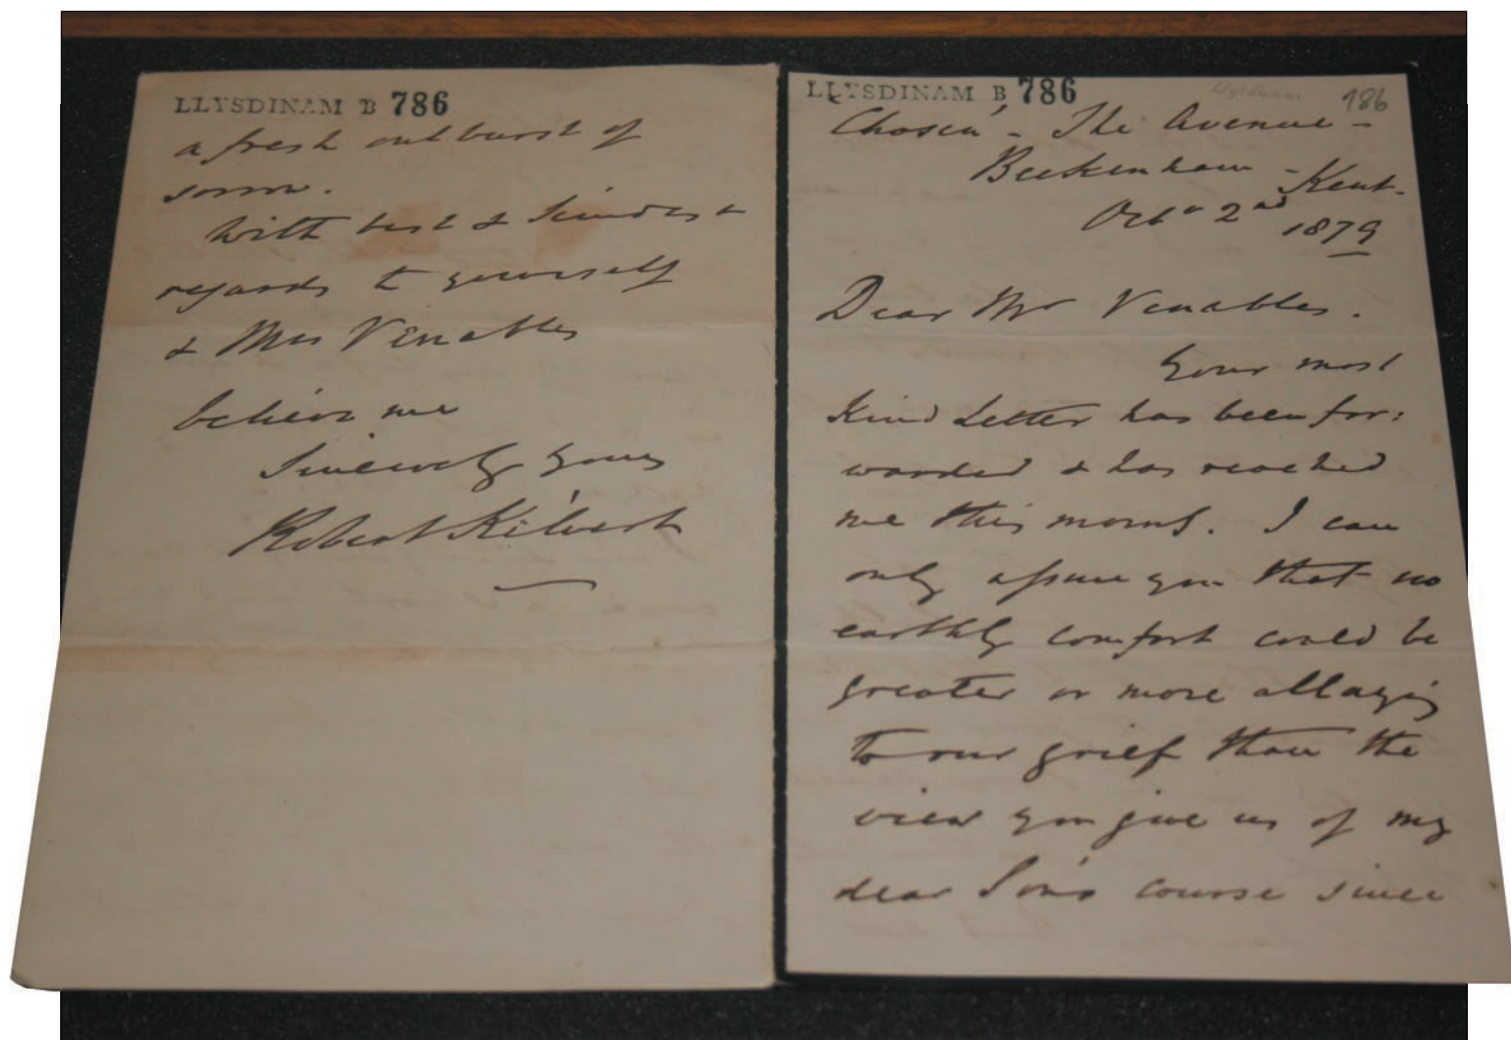 LLYSDINAM B 786
a fresh outburst of
sorrow.
With best & kindest
regards to yourself
& Mrs Venables
believe me
Sincerely yours
Robert Kilvert
LLYSDINAM B 786
Llysdinam 786
The Avenue -
Beckenham - Kent.
Octr 2nd 1879
Dear Mr Venables.
Your most
kind Letter has been for:
warded & has reached
me this morng. I can
only assure you that no
earthly comfort could be
greater or more allaying
to our grief than the
view you give us of my
dear Son's course since